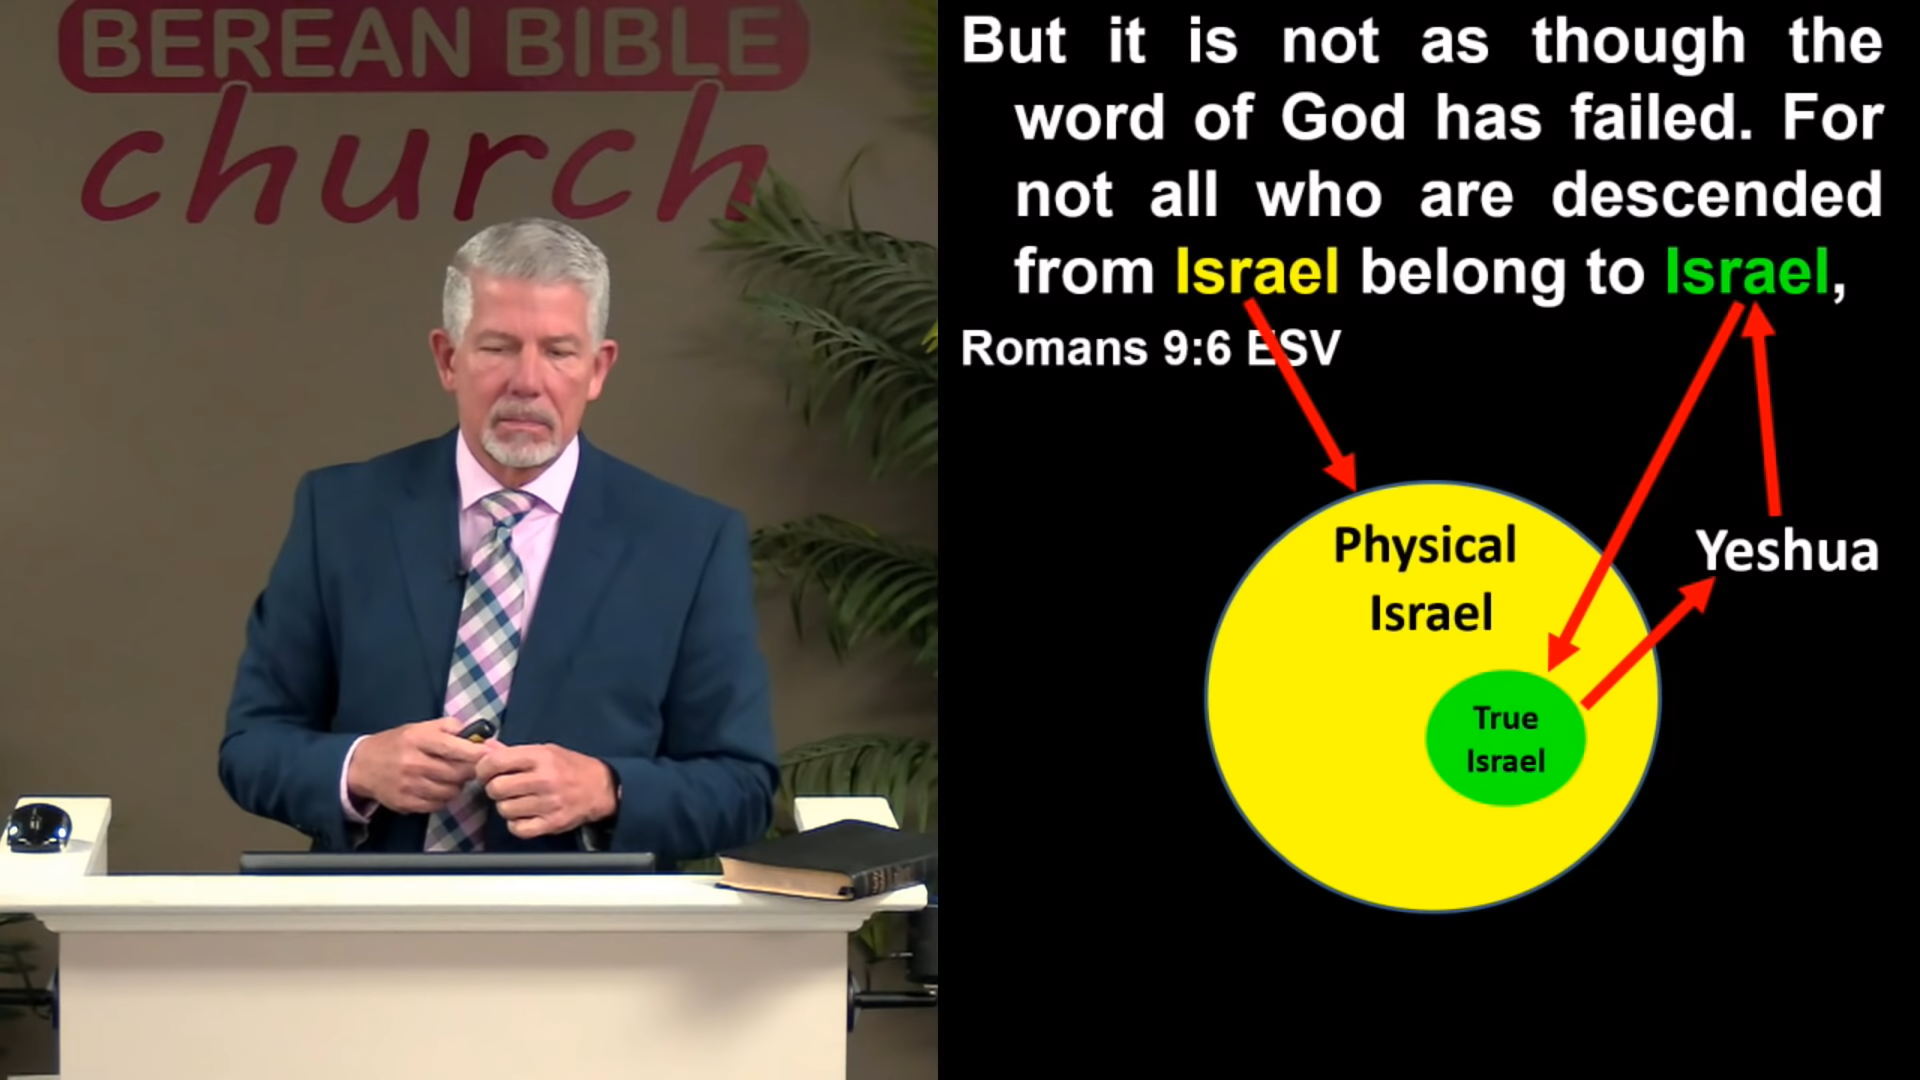 BEREAN BIBLE
church
But it is not as though the
word of God has failed. For
not all who are descended
from Israel belong to Israel,
Romans 9:6 ESV
Physical
Israel
Yeshua
True
Israel